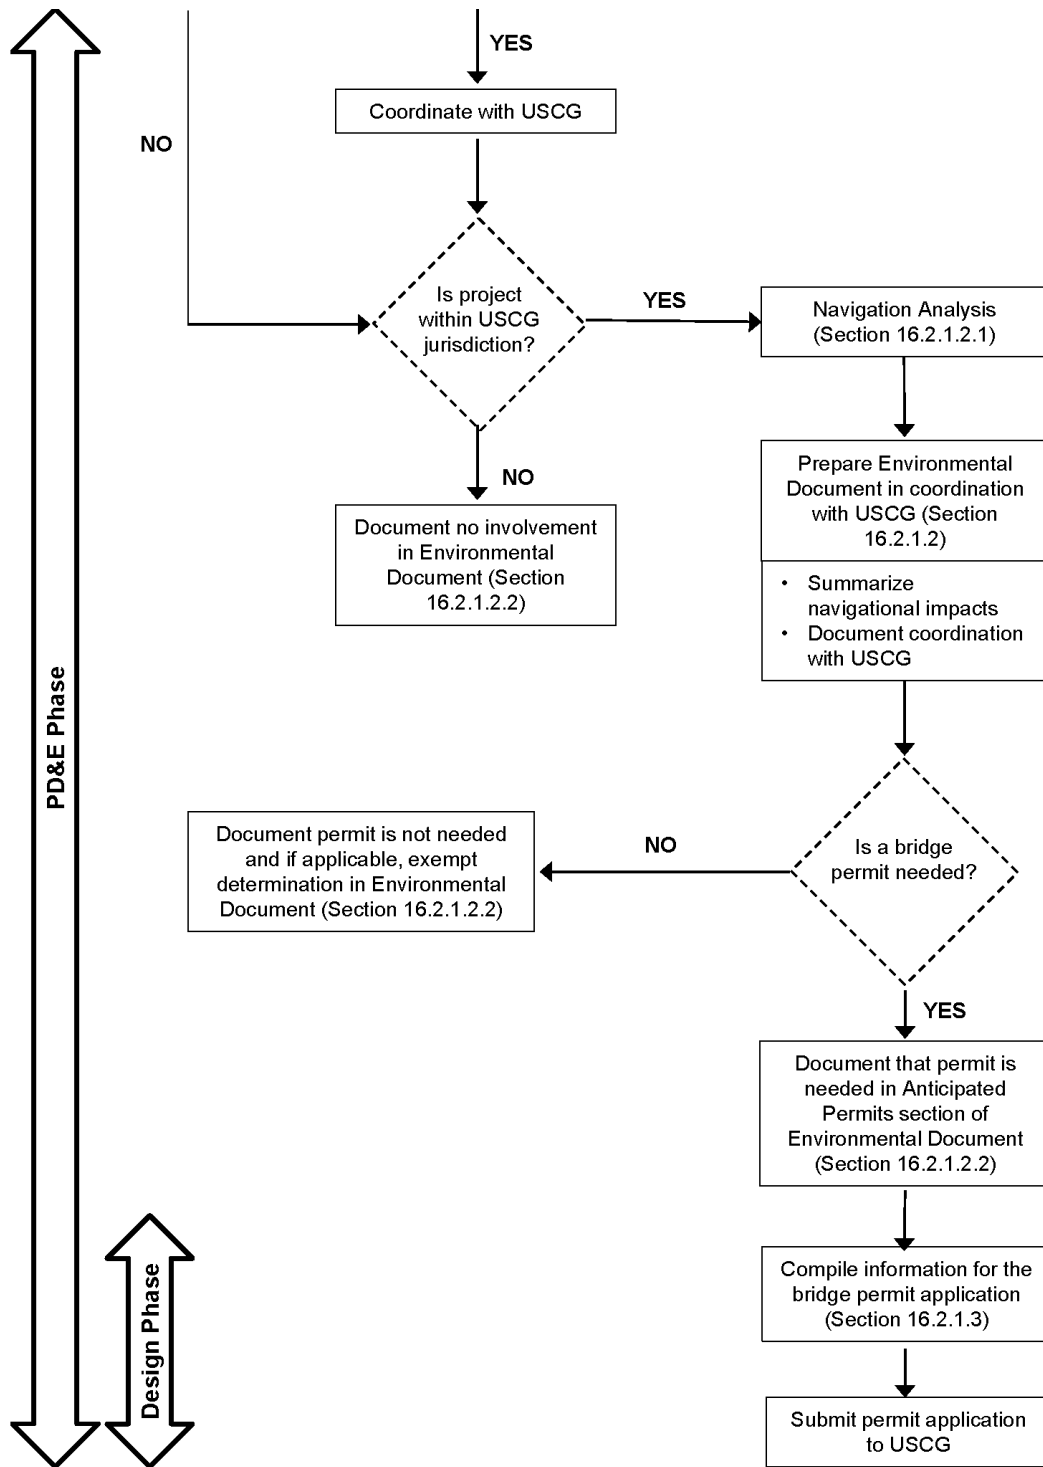 YES
Coordinate with USCG
NO
Is project
within USCG
jurisdiction?
YES
Navigation Analysis
(Section 16.2.1.2.1)
NO
Prepare Environmental
Document in coordination
with USCG (Section
16.2.1.2)
Document no involvement
in Environmental
Document (Section
16.2.1.2.2)
• Summarize
navigational impacts
• Document coordination
with USCG
PD&E Phase
Is a bridge
permit needed?
NO
Document permit is not needed
and if applicable, exempt
determination in Environmental
Document (Section 16.2.1.2.2)
YES
Document that permit is
needed in Anticipated
Permits section of
Environmental Document
(Section 16.2.1.2.2)
Design Phase
Compile information for the
bridge permit application
(Section 16.2.1.3)
Submit permit application
to USCG